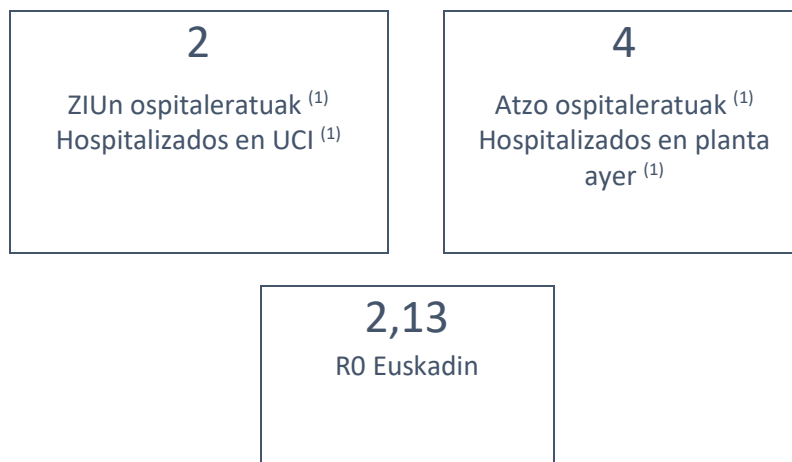 2
ZIUn ospitaleratuak (1)
Hospitalizados en UCI (1)
4
Atzo ospitaleratuak (1)
Hospitalizados en planta
ayer (1)
2,13
R0 Euskadin